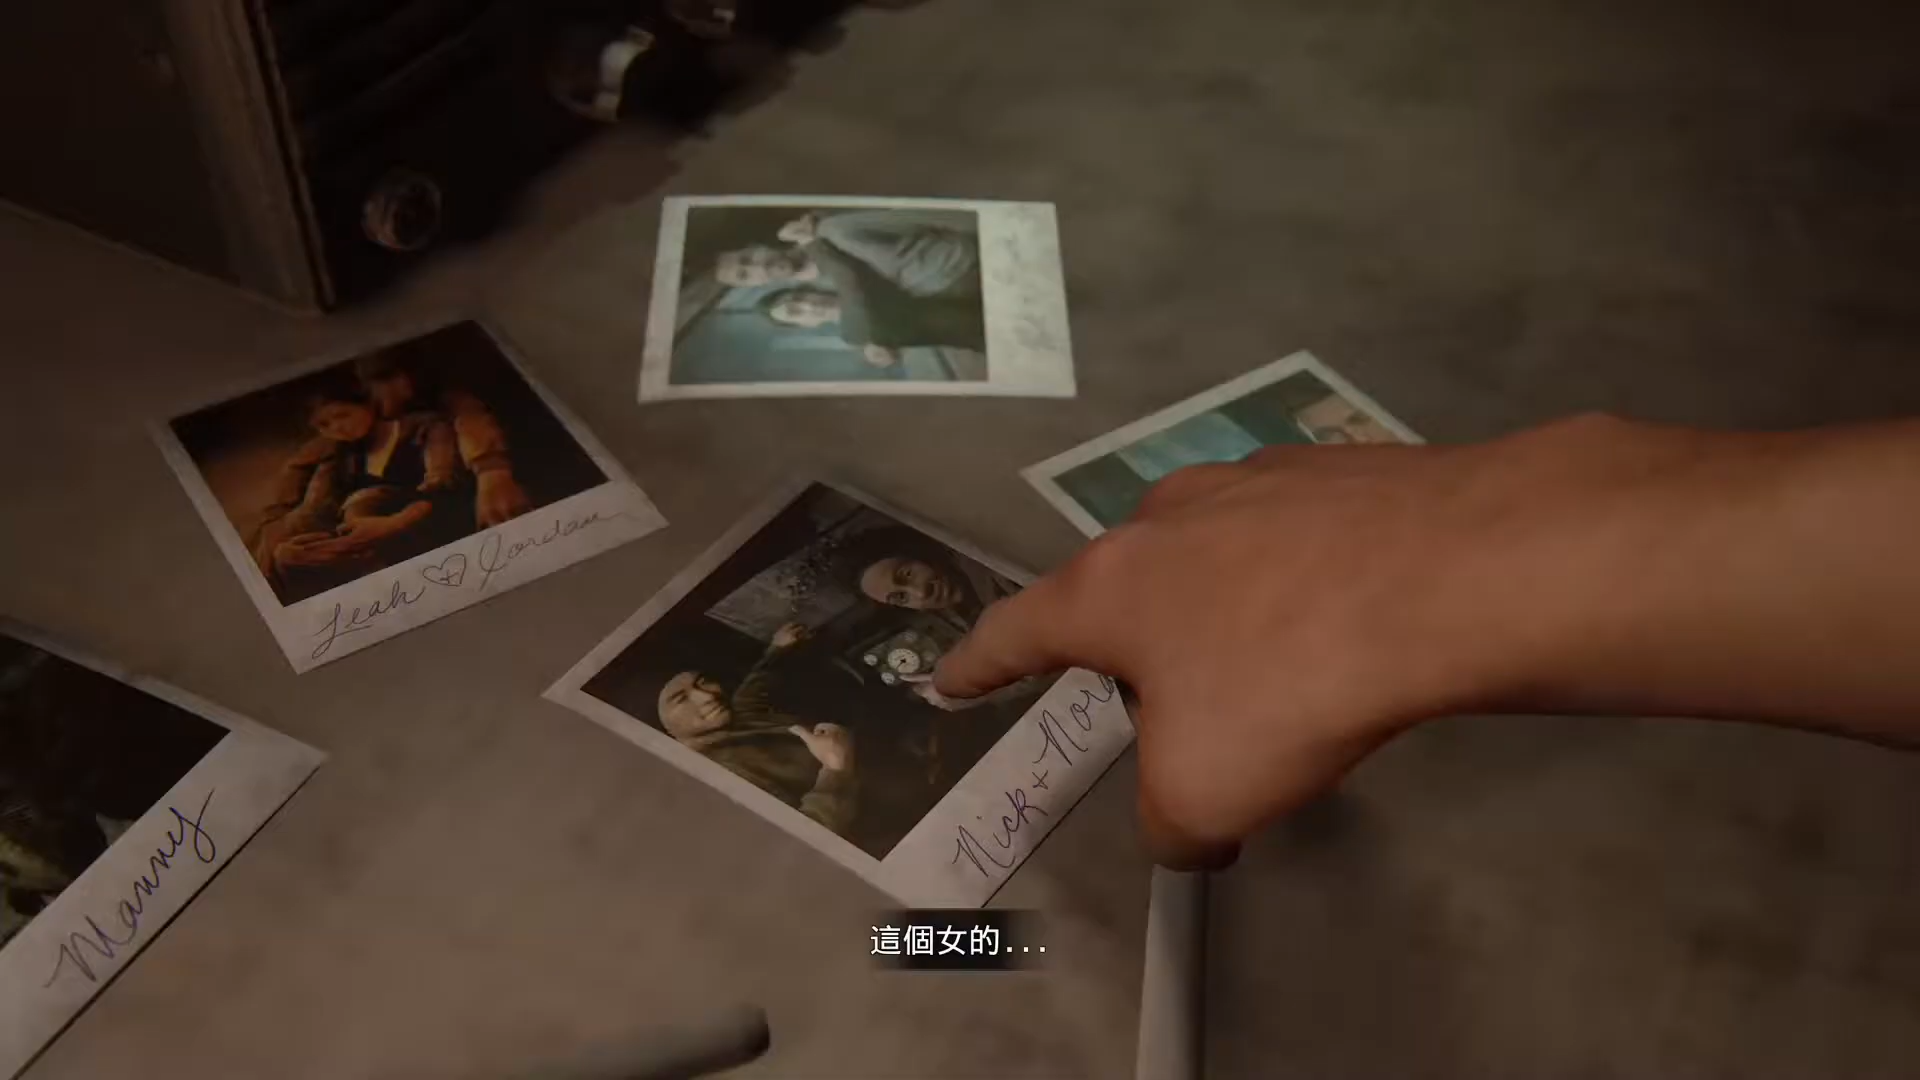 Leah + Jordan
Nick + Nora
Manny
這個女的...